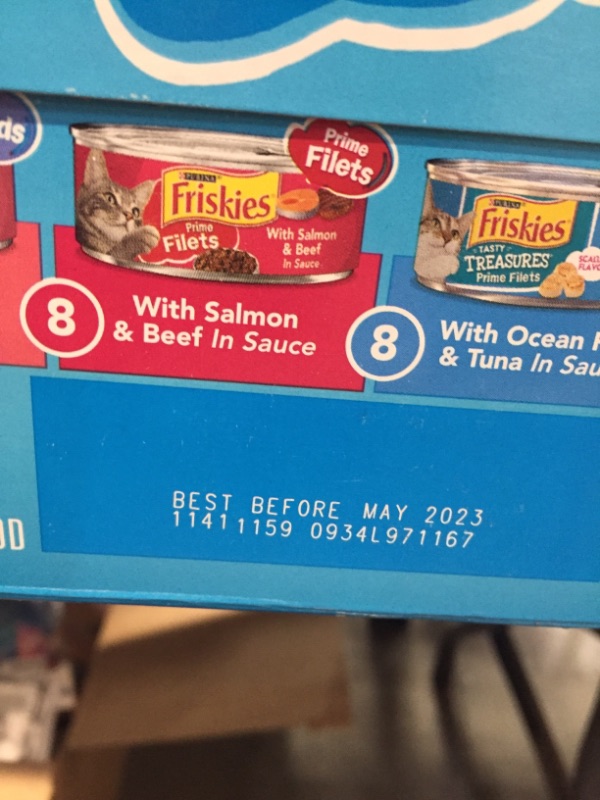 ds
Prime
Filets
PURINA
Friskies
Prime
Filets
With Salmon
& Beef
In Sauce
PURINA
Friskies
TASTY
TREASURES
Prime Filets
8
With Salmon
& Beef In Sauce
8
With Ocean
& Tuna In Sau
BEST BEFORE MAY 2023
11411159 0934L971167